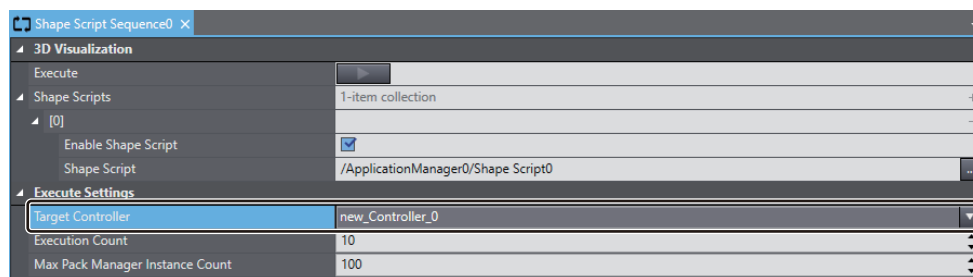 Shape Script Sequence0
3D Visualization
Execute
Shape Scripts 1-item collection
[0]
Enable Shape Script
Shape Script /ApplicationManager0/Shape Script0 ...
Execute Settings
Target Controller new_Controller_0
Execution Count 10
Max Pack Manager Instance Count 100